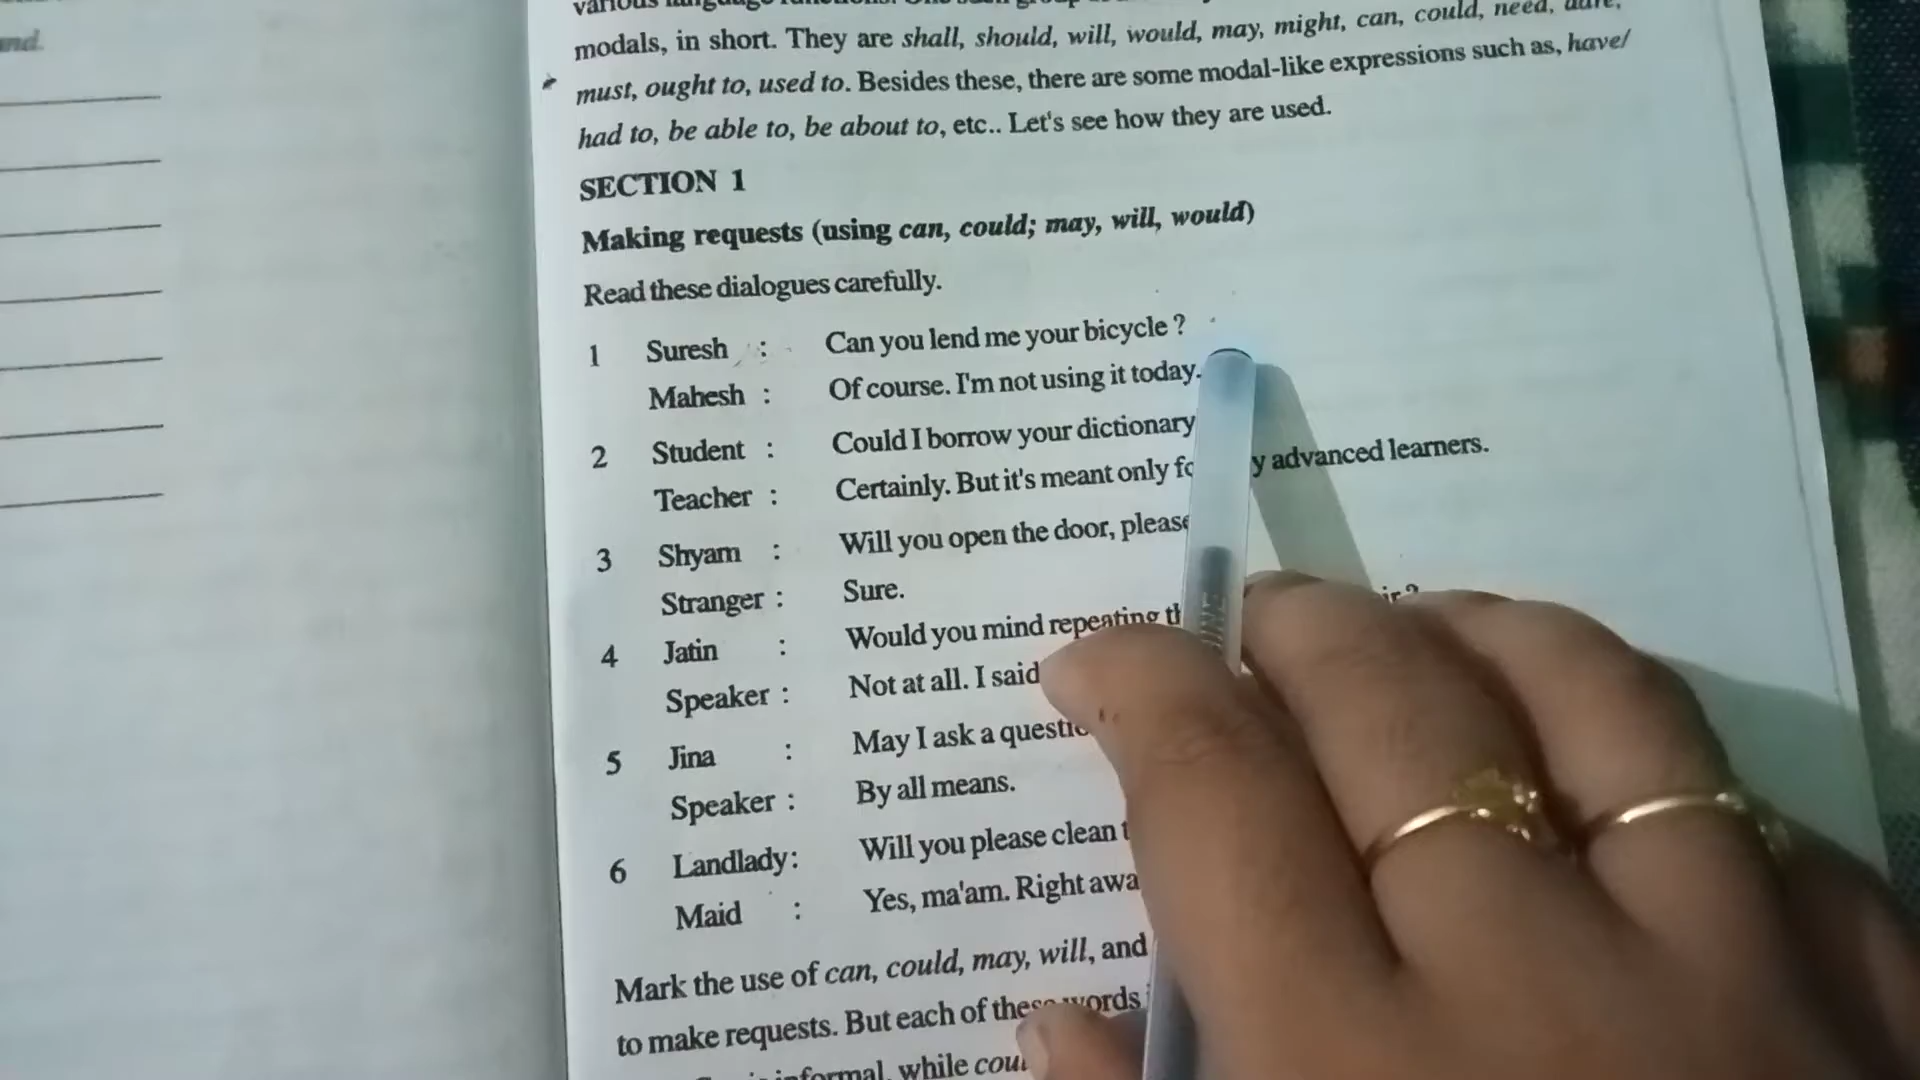 nd.
various language functions. One such group
modals, in short. They are shall, should, will, would, may, might, can, could, need, dare,
must, ought to, used to. Besides these, there are some modal-like expressions such as, have/
had to, be able to, be about to, etc.. Let's see how they are used.
SECTION 1
Making requests (using can, could; may, will, would)
Read these dialogues carefully.
1 Suresh : Can you lend me your bicycle ?
Mahesh : Of course. I'm not using it today.
2 Student : Could I borrow your dictionary
Teacher : Certainly. But it's meant only y advanced learners.
3 Shyam : Will you open the door, please
Stranger : Sure.
4 Jatin : Would you mind repeating ?
Speaker : Not at all. I said
5 Jina : May I ask a
Speaker : By all means.
6 Landlady: Will you please clean
Maid : Yes, ma'am. Right
Mark the use of can, could, may, will, and
to make requests. But each of these words
informal, while